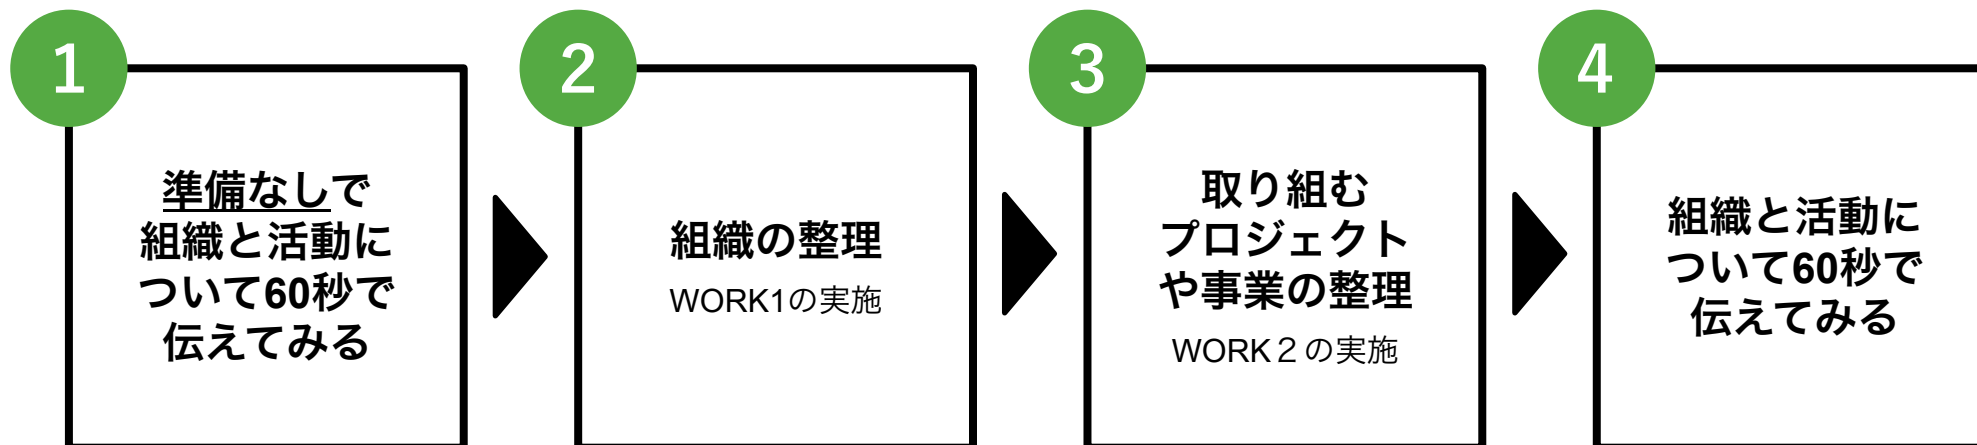 1
準備なしで
組織と活動に
ついて60秒で
伝えてみる
2
組織の整理
WORK1の実施
3
取り組む
プロジェクト
や事業の整理
WORK２の実施
4
組織と活動に
ついて60秒で
伝えてみる